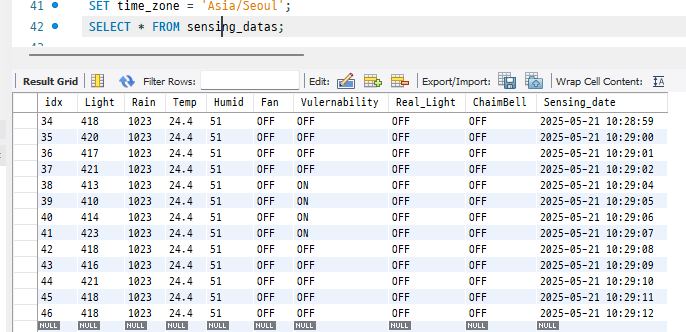 41 SET time_zone = 'Asia/Seoul';
42 SELECT * FROM sensing_datas;
Result Grid Filter Rows: Edit: Export/Import: Wrap Cell Content:
idx Light Rain Temp Humid Fan Vulernability Real_Light ChaimBell Sensing_date
34 418 1023 24.4 51 OFF OFF OFF OFF 2025-05-21 10:28:59
35 420 1023 24.4 51 OFF OFF OFF OFF 2025-05-21 10:29:00
36 417 1023 24.4 51 OFF OFF OFF OFF 2025-05-21 10:29:01
37 421 1023 24.4 51 OFF OFF OFF OFF 2025-05-21 10:29:02
38 413 1023 24.4 51 OFF ON OFF OFF 2025-05-21 10:29:04
39 410 1023 24.4 51 OFF ON OFF OFF 2025-05-21 10:29:05
40 414 1023 24.4 51 OFF ON OFF OFF 2025-05-21 10:29:06
41 423 1023 24.4 51 OFF ON OFF OFF 2025-05-21 10:29:07
42 418 1023 24.4 51 OFF OFF OFF OFF 2025-05-21 10:29:08
43 416 1023 24.4 51 OFF OFF OFF OFF 2025-05-21 10:29:09
44 421 1023 24.4 51 OFF OFF OFF OFF 2025-05-21 10:29:10
45 418 1023 24.4 51 OFF OFF OFF OFF 2025-05-21 10:29:11
46 418 1023 24.4 51 OFF OFF OFF OFF 2025-05-21 10:29:12
NULL NULL NULL NULL NULL NULL NULL NULL NULL NULL